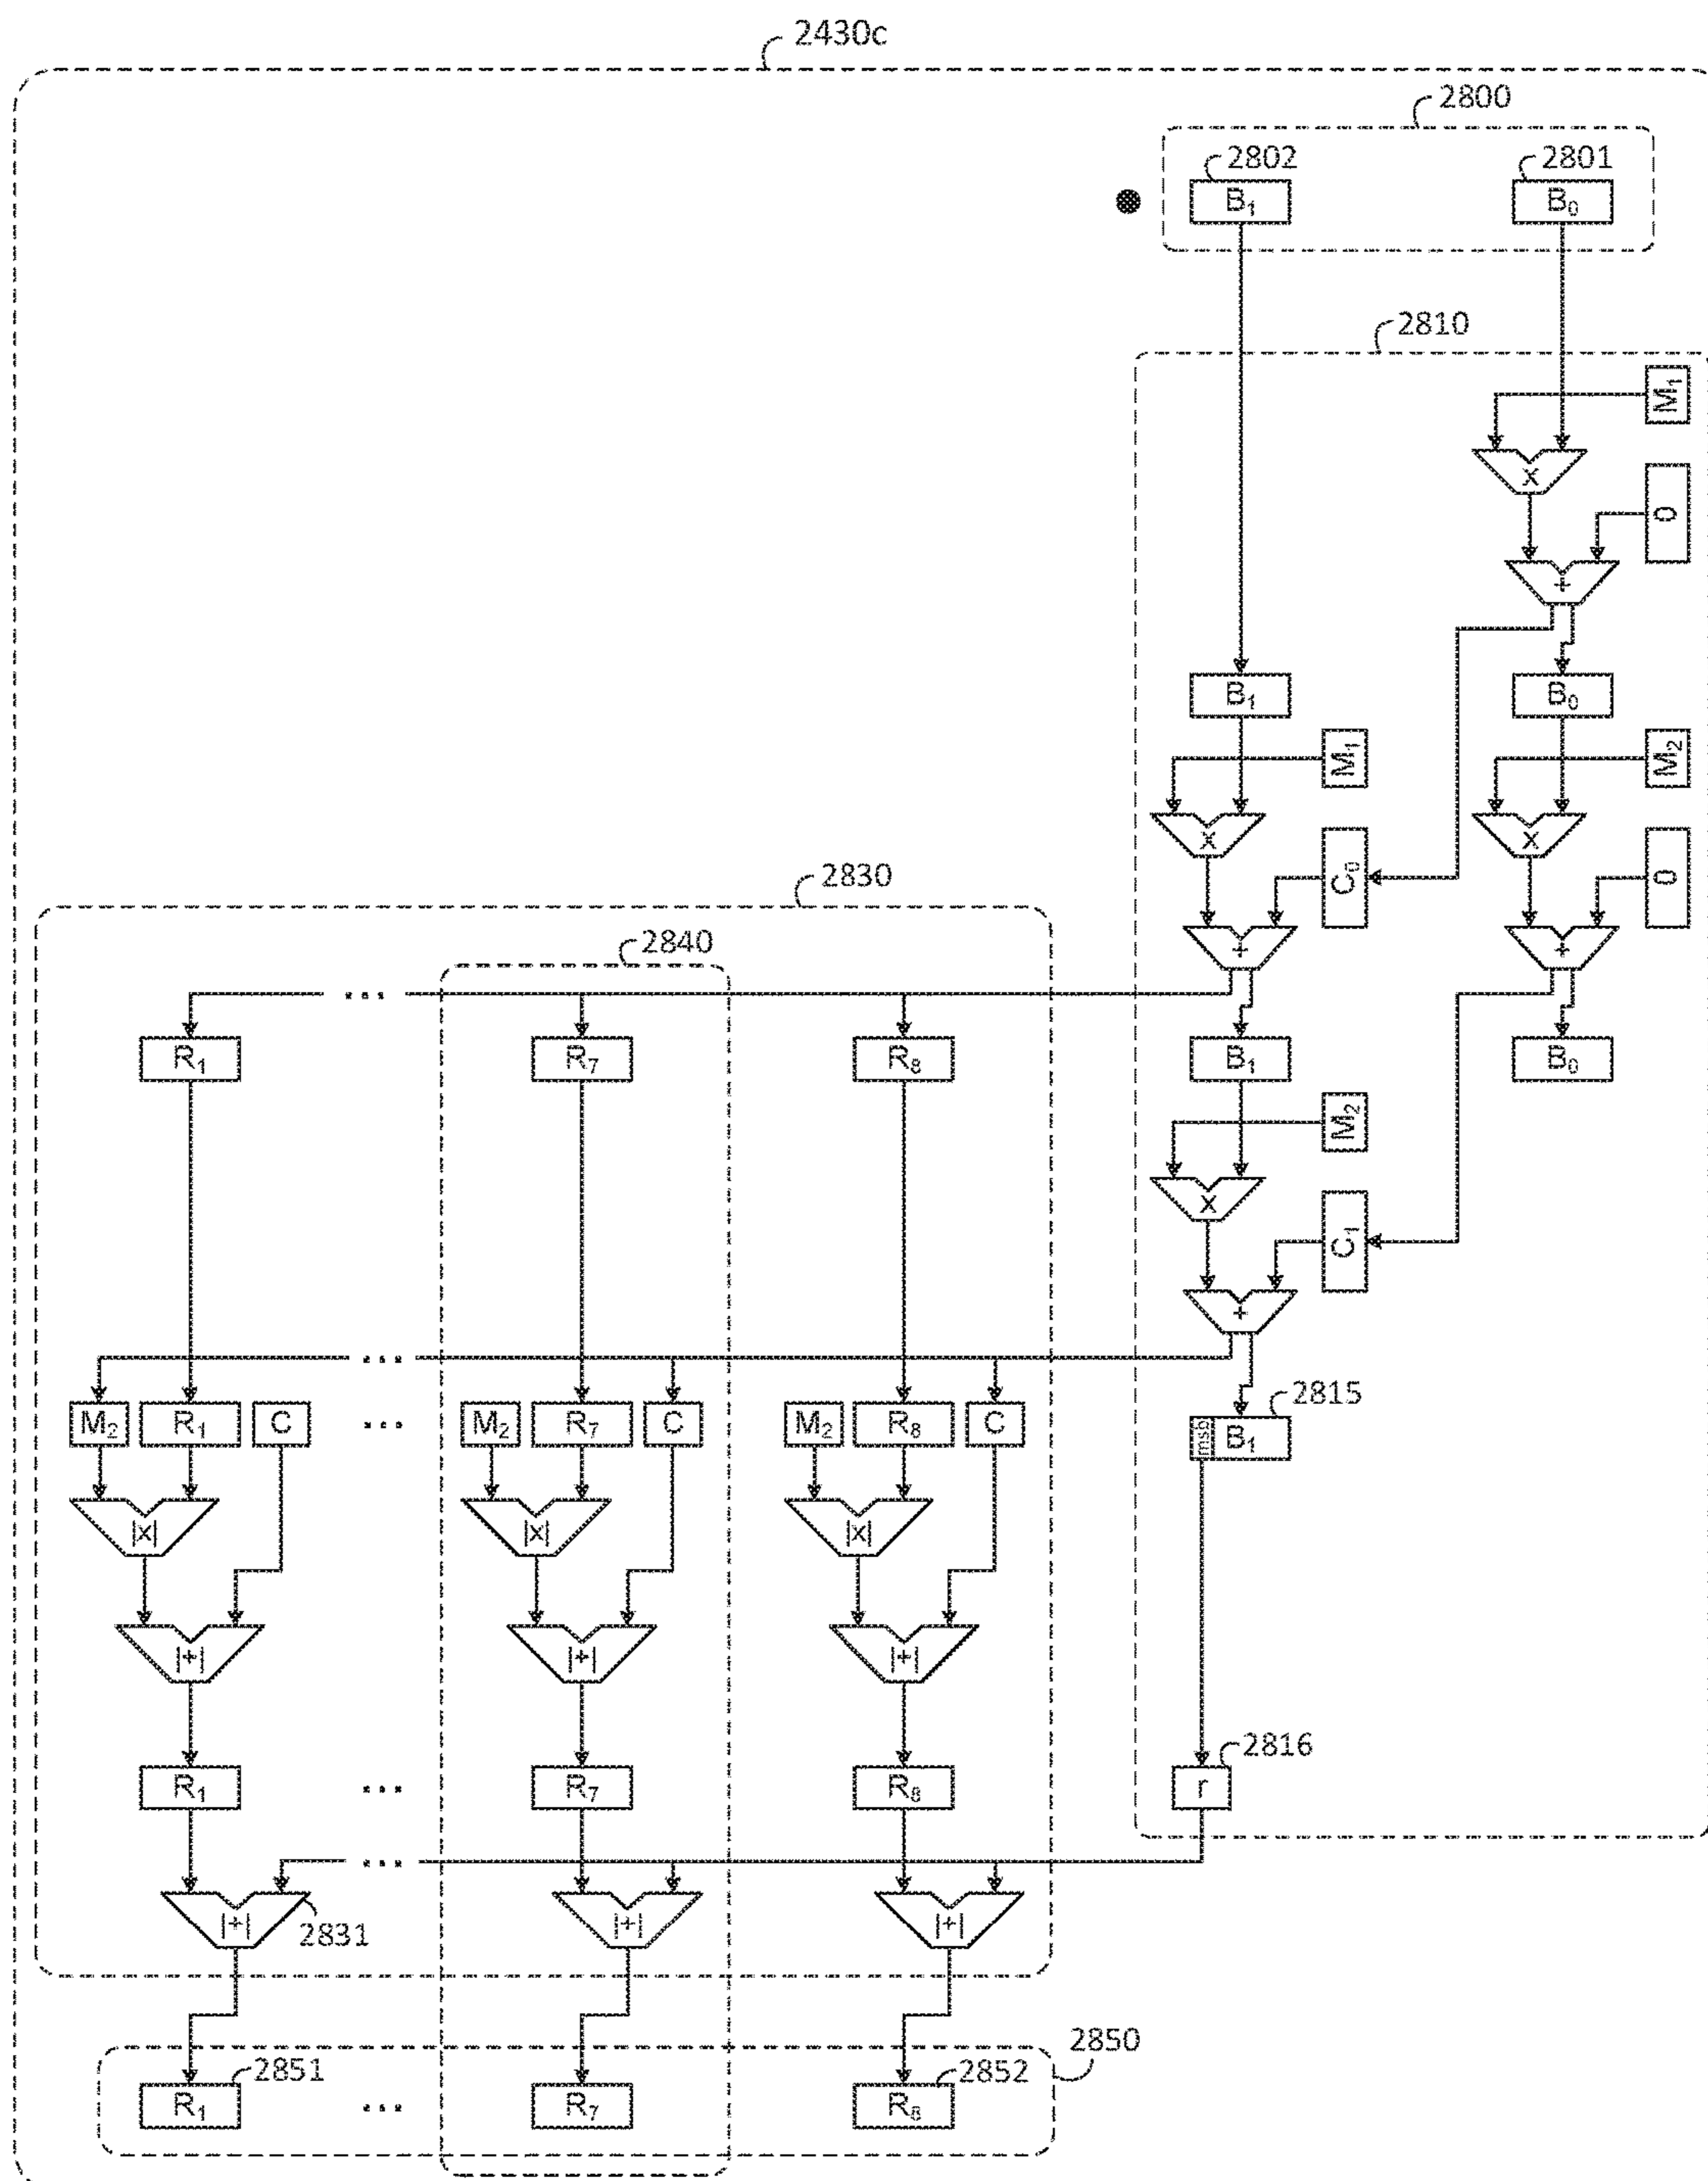 2430c
2800
2802 2801
B₁ B₀
2810
M₁
x
0
+
B₁ B₀
M₁ M₂
x x
C₀ 0
2830
+ +
2840
...
R₁ R₇ R₈ B₁ B₀
M₂
x
C₁
+
...
2815
M₂ R₁ C ... M₂ R₇ C M₂ R₈ C msb B₁
|x| |x| |x|
|+| |+| |+|
2816
R₁ ... R₇ R₈ r
...
|+| |+| |+|
2831
2850
2851 2852
R₁ ... R₇ R₈